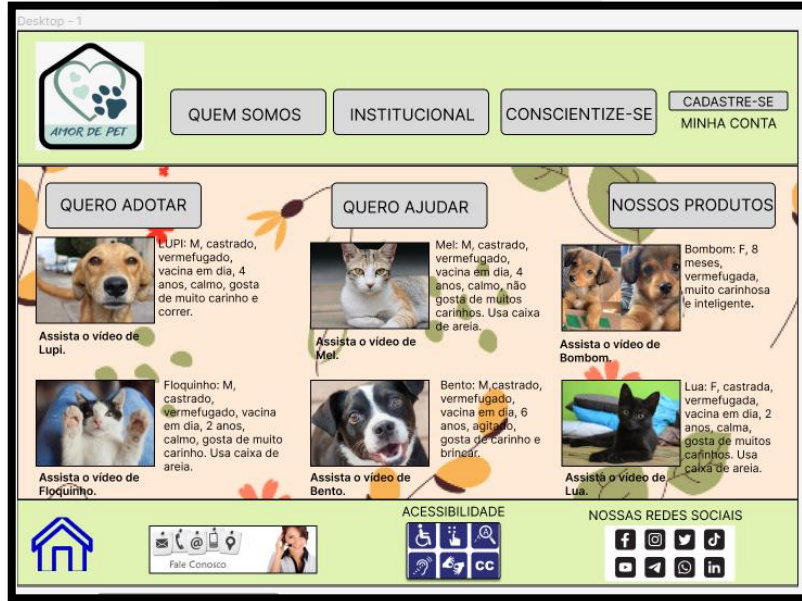 Desktop – 1
AMOR DE PET
QUEM SOMOS
INSTITUCIONAL
CONSCIENTIZE-SE
CADASTRE-SE
MINHA CONTA
QUERO ADOTAR
QUERO AJUDAR
NOSSOS PRODUTOS
LUPI: M, castrado,
vermefugado,
vacina em dia, 4
anos, calmo, gosta
de muito carinho e
correr.
Assista o vídeo de
Lupi.
Mel: M, castrado,
vermefugado,
vacina em dia, 4
anos, calmo, não
gosta de muitos
carinhos. Usa caixa
de areia.
Assista o vídeo de
Mel.
Bombom: F, 8
meses,
vermefugada,
muito carinhosa
e inteligente.
Assista o vídeo de
Bombom.
Floquinho: M,
castrado,
vermefugado, vacina
em dia, 2 anos,
calmo, gosta de muito
carinho. Usa caixa de
areia.
Assista o vídeo de
Floquinho.
Bento: M,castrado,
vermefugado,
vacina em dia, 6
anos, agitado,
gosta de carinho e
brincar.
Assista o vídeo de
Bento.
Lua: F, castrada,
vermefugada,
vacina em dia, 2
anos, calma,
gosta de muitos
carinhos. Usa
caixa de areia.
Assista o vídeo de
Lua.
Fale Conosco
ACESSIBILIDADE
CC
NOSSAS REDES SOCIAIS